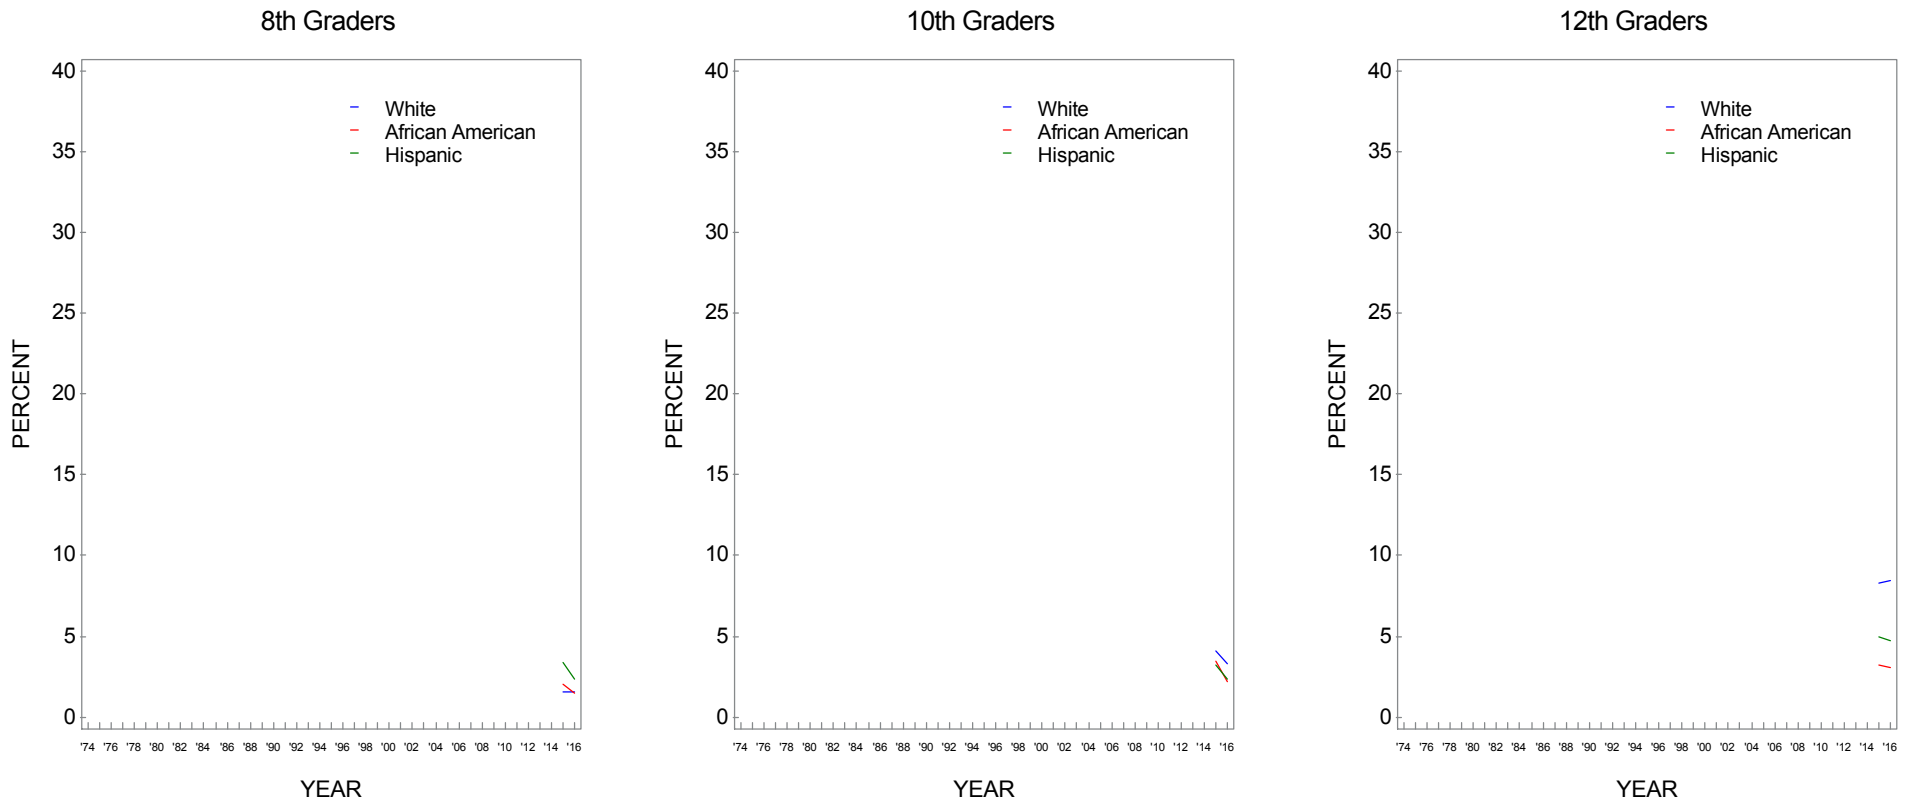 8th Graders
PERCENT
40
35
30
25
20
15
10
5
0
White
African American
Hispanic
'74 '76 '78 '80 '82 '84 '86 '88 '90 '92 '94 '96 '98 '00 '02 '04 '06 '08 '10 '12 '14 '16
YEAR
10th Graders
PERCENT
40
35
30
25
20
15
10
5
0
White
African American
Hispanic
'74 '76 '78 '80 '82 '84 '86 '88 '90 '92 '94 '96 '98 '00 '02 '04 '06 '08 '10 '12 '14 '16
YEAR
12th Graders
PERCENT
40
35
30
25
20
15
10
5
0
White
African American
Hispanic
'74 '76 '78 '80 '82 '84 '86 '88 '90 '92 '94 '96 '98 '00 '02 '04 '06 '08 '10 '12 '14 '16
YEAR